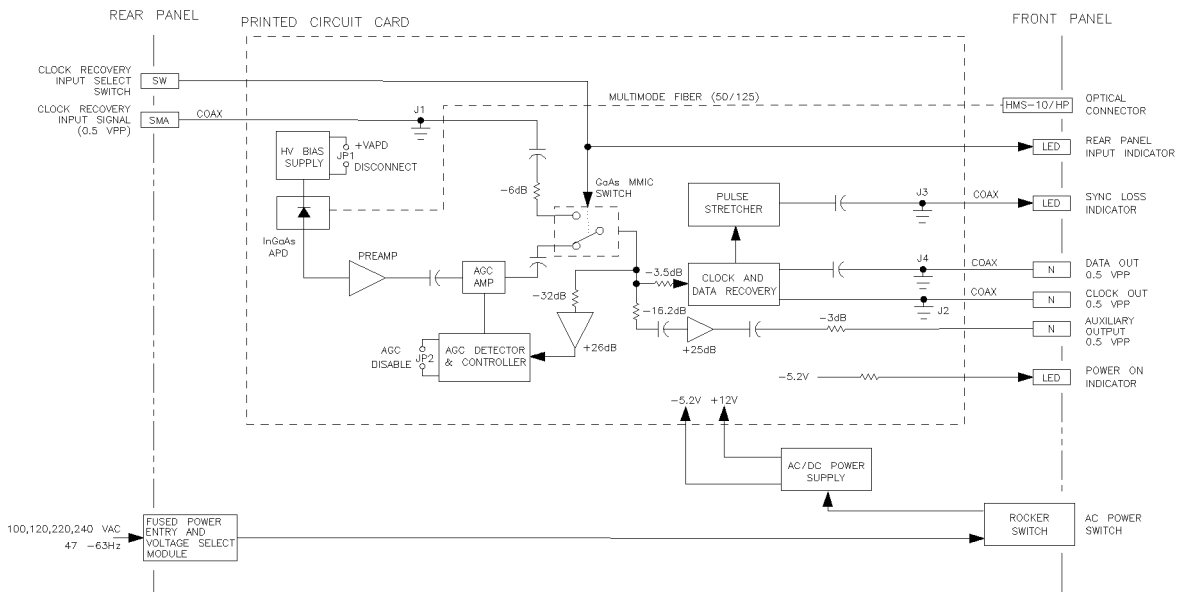 REAR PANEL
PRINTED CIRCUIT CARD
FRONT PANEL
CLOCK RECOVERY
INPUT SELECT
SWITCH
SW
CLOCK RECOVERY
INPUT SIGNAL
(0.5 VPP)
SMA
COAX
J1
MULTIMODE FIBER (50/125)
HMS-10/HP
OPTICAL
CONNECTOR
HV BIAS
SUPPLY
+VAPD
JP1
DISCONNECT
LED
REAR PANEL
INPUT INDICATOR
-6dB
GaAs MMIC
SWITCH
PULSE
STRETCHER
J3
COAX
LED
SYNC LOSS
INDICATOR
InGaAs
APD
PREAMP
AGC
AMP
-3.5dB
CLOCK AND
DATA RECOVERY
J4
COAX
N
DATA OUT
0.5 VPP
-32dB
COAX
J2
N
CLOCK OUT
0.5 VPP
-16.2dB
+25dB
-3dB
N
AUXILIARY
OUTPUT
0.5 VPP
+26dB
AGC
DISABLE
JP2
AGC DETECTOR
& CONTROLLER
-5.2V
LED
POWER ON
INDICATOR
-5.2V
+12V
AC/DC POWER
SUPPLY
100,120,220,240 VAC
47 -63Hz
FUSED POWER
ENTRY AND
VOLTAGE SELECT
MODULE
ROCKER
SWITCH
AC POWER
SWITCH